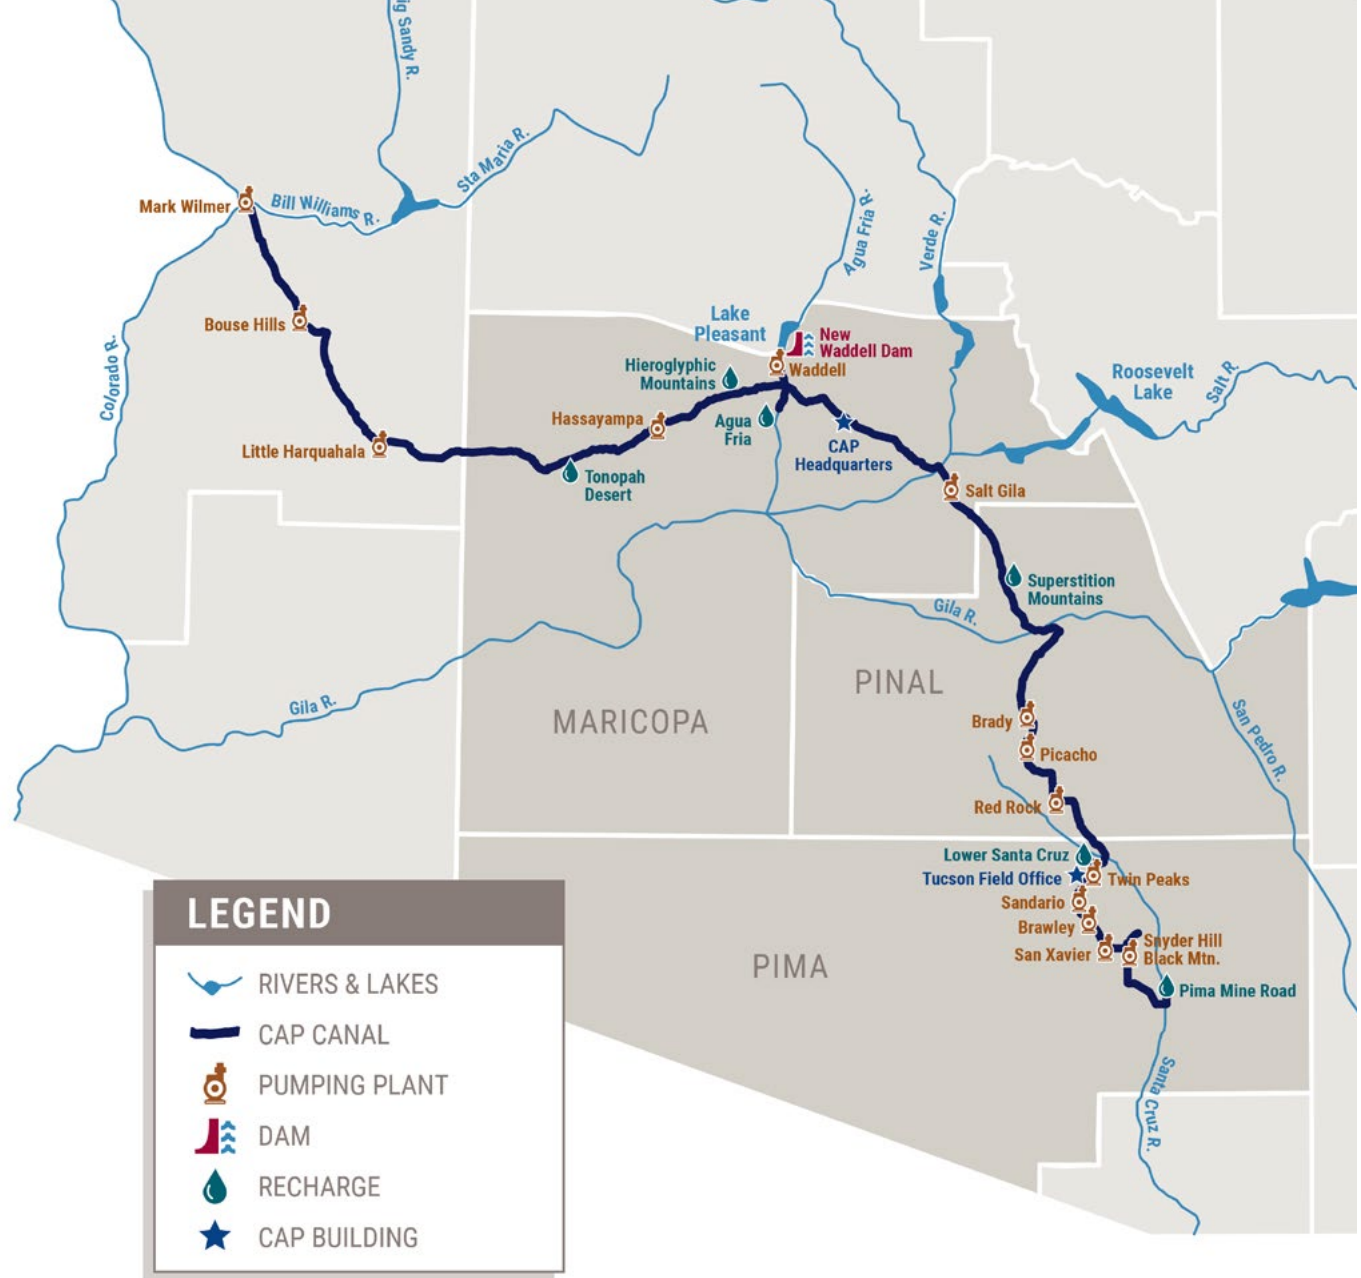 ig Sandy R.
Sta Maria R.
Mark Wilmer
Bill Williams R.
Agua Fria R.
Verde R.
Bouse Hills
Lake
Pleasant
New
Waddell Dam
Waddell
Colorado R.
Hieroglyphic
Mountains
Roosevelt
Lake
Salt R
Hassayampa
Agua
Fria
CAP
Headquarters
Little Harquahala
Tonopah
Desert
Salt Gila
Superstition
Mountains
Gila R.
PINAL
MARICOPA
Gila R.
San Pedro R.
Brady
Picacho
Red Rock
Lower Santa Cruz
Tucson Field Office
Twin Peaks
Sandario
Brawley
San Xavier
Snyder Hill
Black Mtn.
PIMA
Pima Mine Road
Santa Cruz R.
LEGEND
RIVERS & LAKES
CAP CANAL
PUMPING PLANT
DAM
RECHARGE
CAP BUILDING